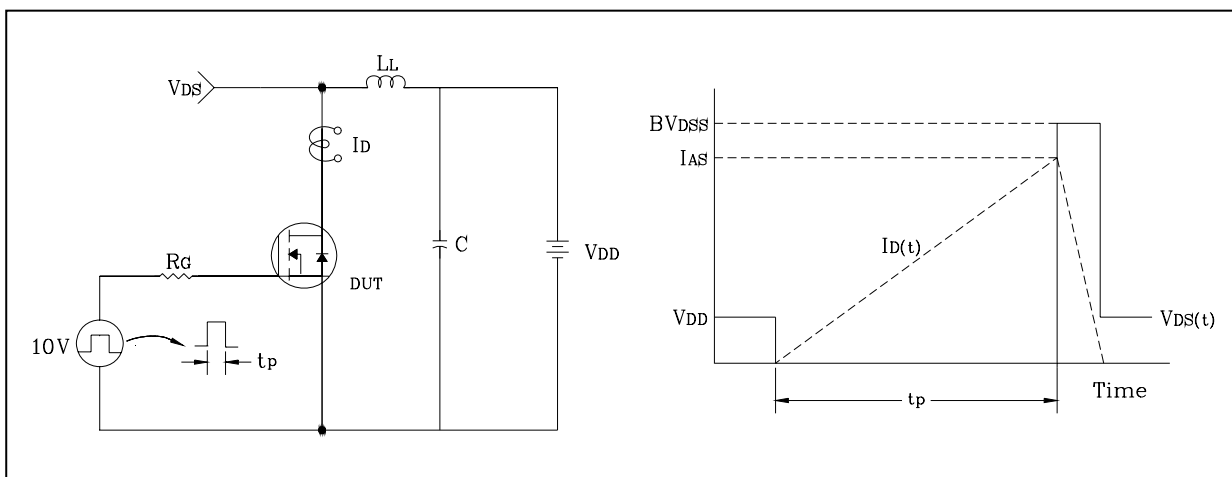 LL
VDS
ID
RG
C
VDD
DUT
10V
tp
BVDSS
IAS
ID(t)
VDD
VDS(t)
Time
tp